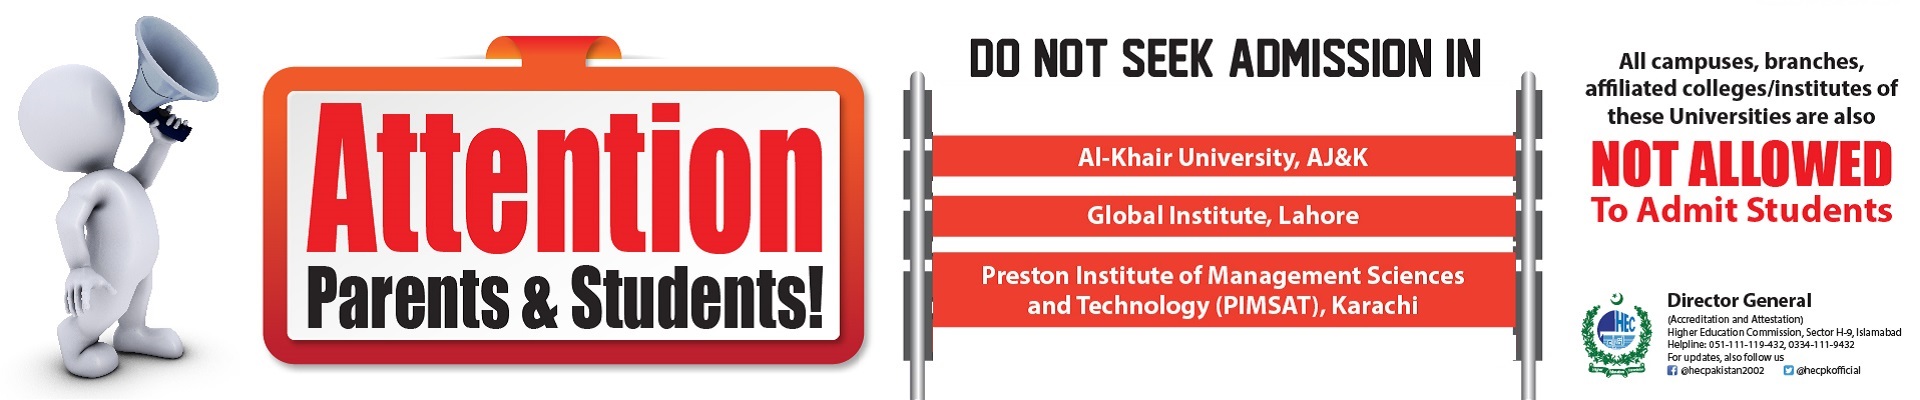 Attention
Parents & Students!
DO NOT SEEK ADMISSION IN
Al-Khair University, AJ&K
Global Institute, Lahore
Preston Institute of Management Sciences
and Technology (PIMSAT), Karachi
All campuses, branches,
affiliated colleges/institutes of
these Universities are also
NOT ALLOWED
To Admit Students
HEC
Director General
(Accreditation and Attestation)
Higher Education Commission, Sector H-9, Islamabad
Helpline: 051-111-119-432, 0334-111-9432
For updates, also follow us
@hecpakistan2002 @hecpkofficial